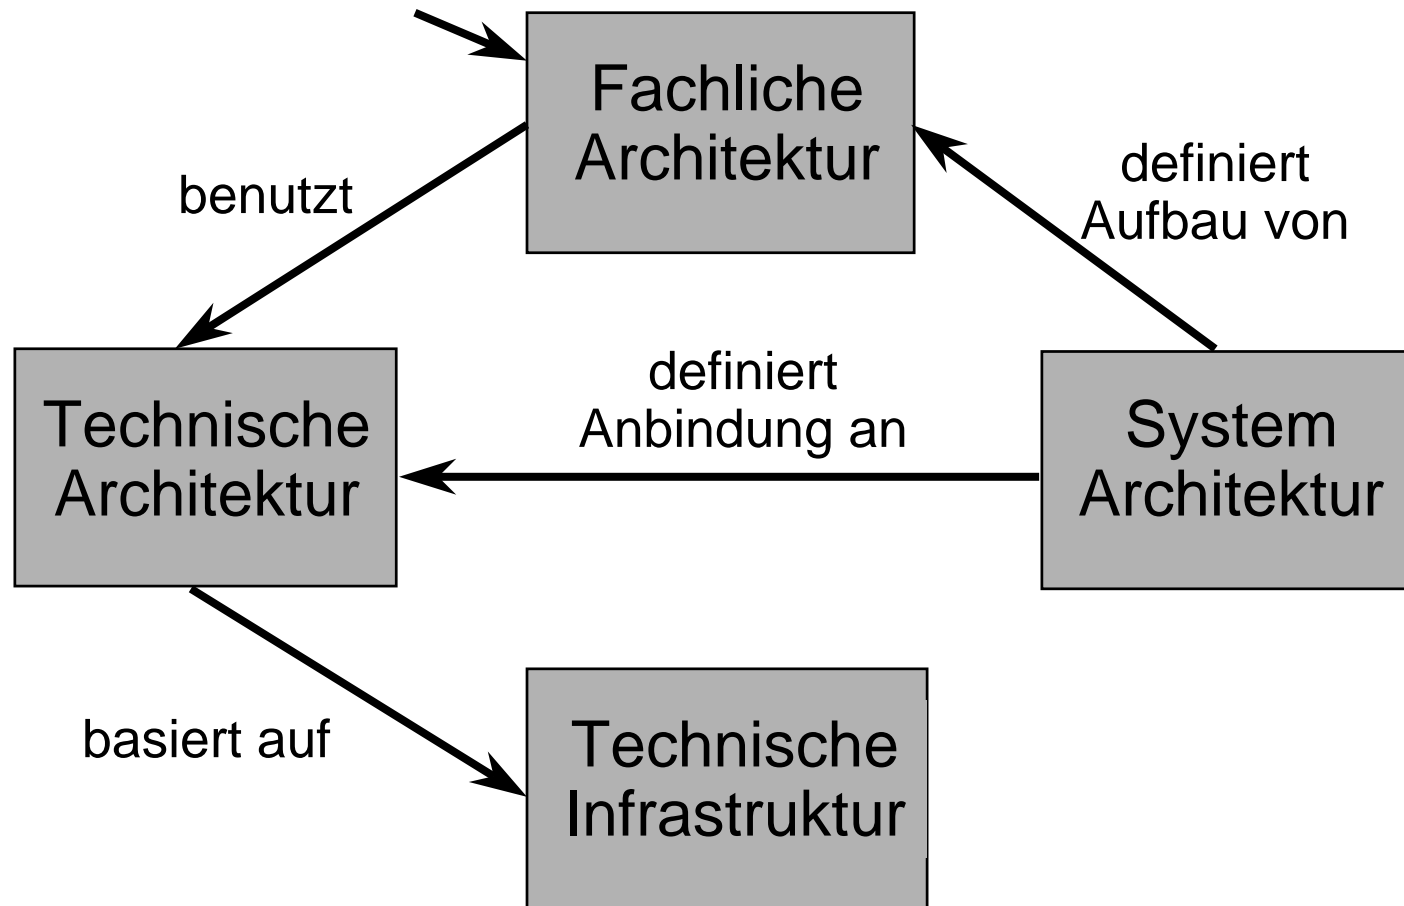 Fachliche
Architektur
definiert
Aufbau von
benutzt
definiert
Anbindung an
Technische
Architektur
System
Architektur
basiert auf
Technische
Infrastruktur